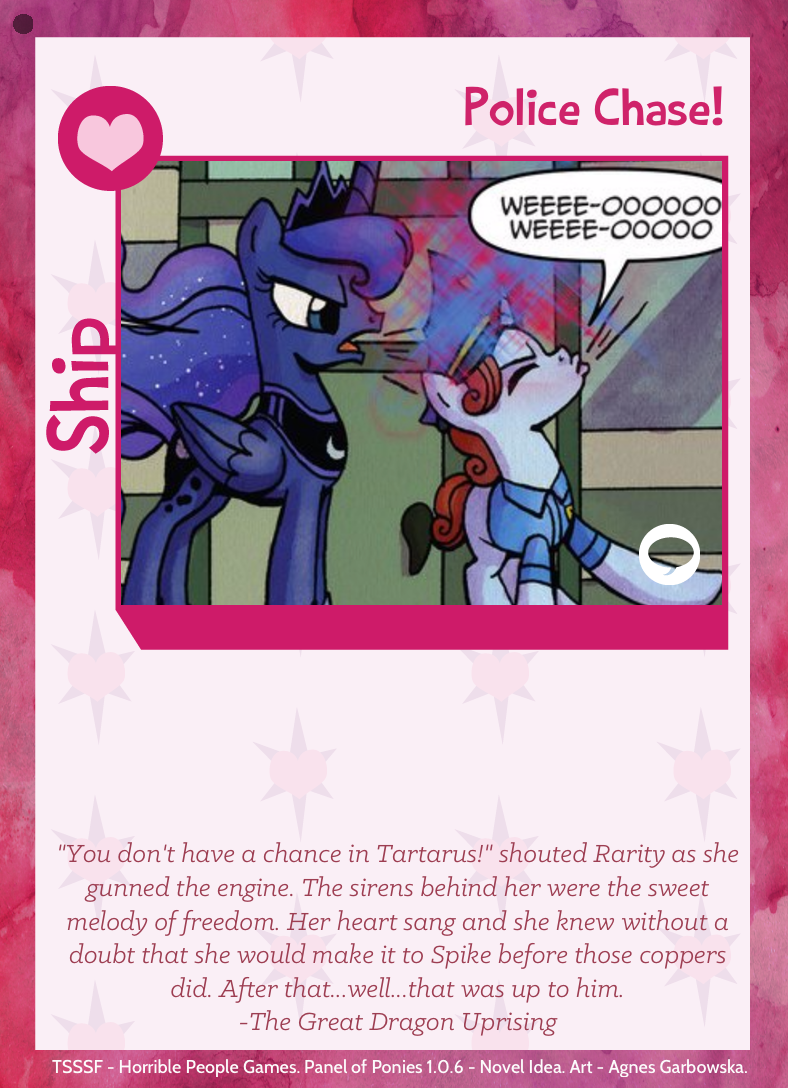 Police Chase!
Ship
WEEEE-OOOOOO
WEEEE-OOOOO
"You don't have a chance in Tartarus!" shouted Rarity as she
gunned the engine. The sirens behind her were the sweet
melody of freedom. Her heart sang and she knew without a
doubt that she would make it to Spike before those coppers
did. After that...well...that was up to him.
-The Great Dragon Uprising
TSSSF - Horrible People Games. Panel of Ponies 1.0.6 - Novel Idea. Art - Agnes Garbowska.